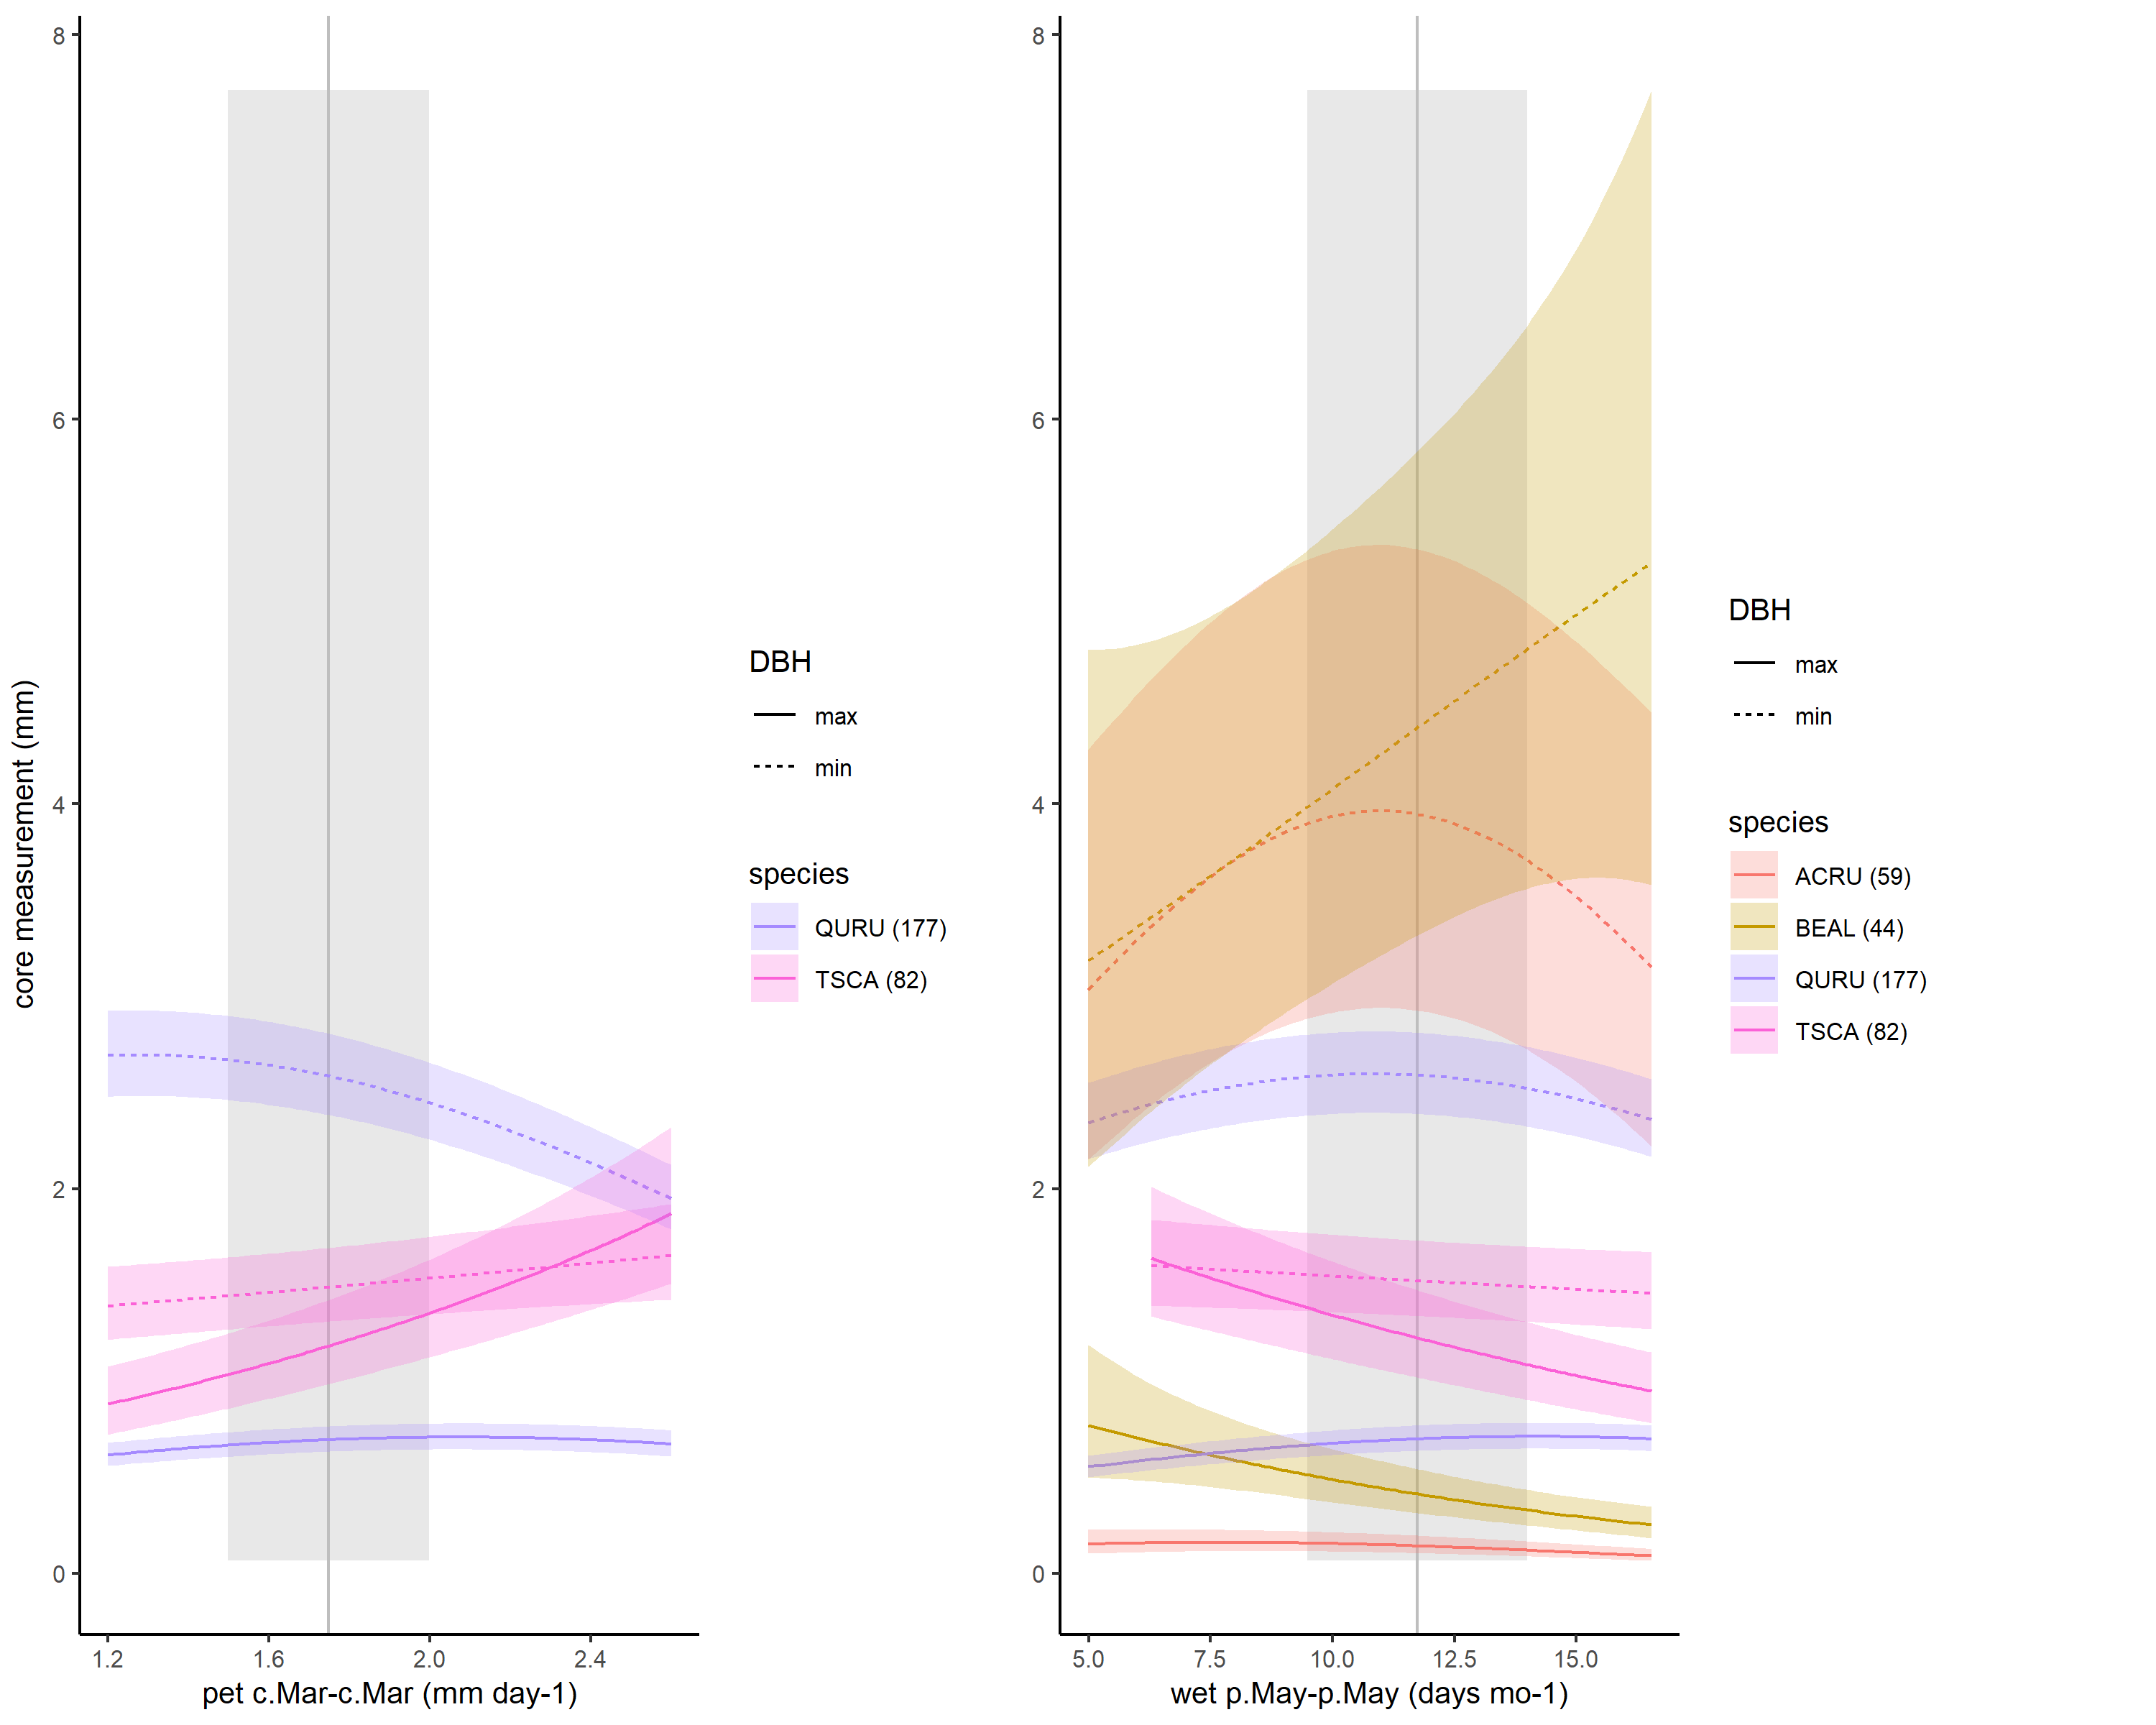 core measurement (mm)
8
6
4
2
0
1.2 1.6 2.0 2.4
pet c.Mar-c.Mar (mm day-1)
DBH
max
min
species
QURU (177)
TSCA (82)
8
6
4
2
0
5.0 7.5 10.0 12.5 15.0
wet p.May-p.May (days mo-1)
DBH
max
min
species
ACRU (59)
BEAL (44)
QURU (177)
TSCA (82)